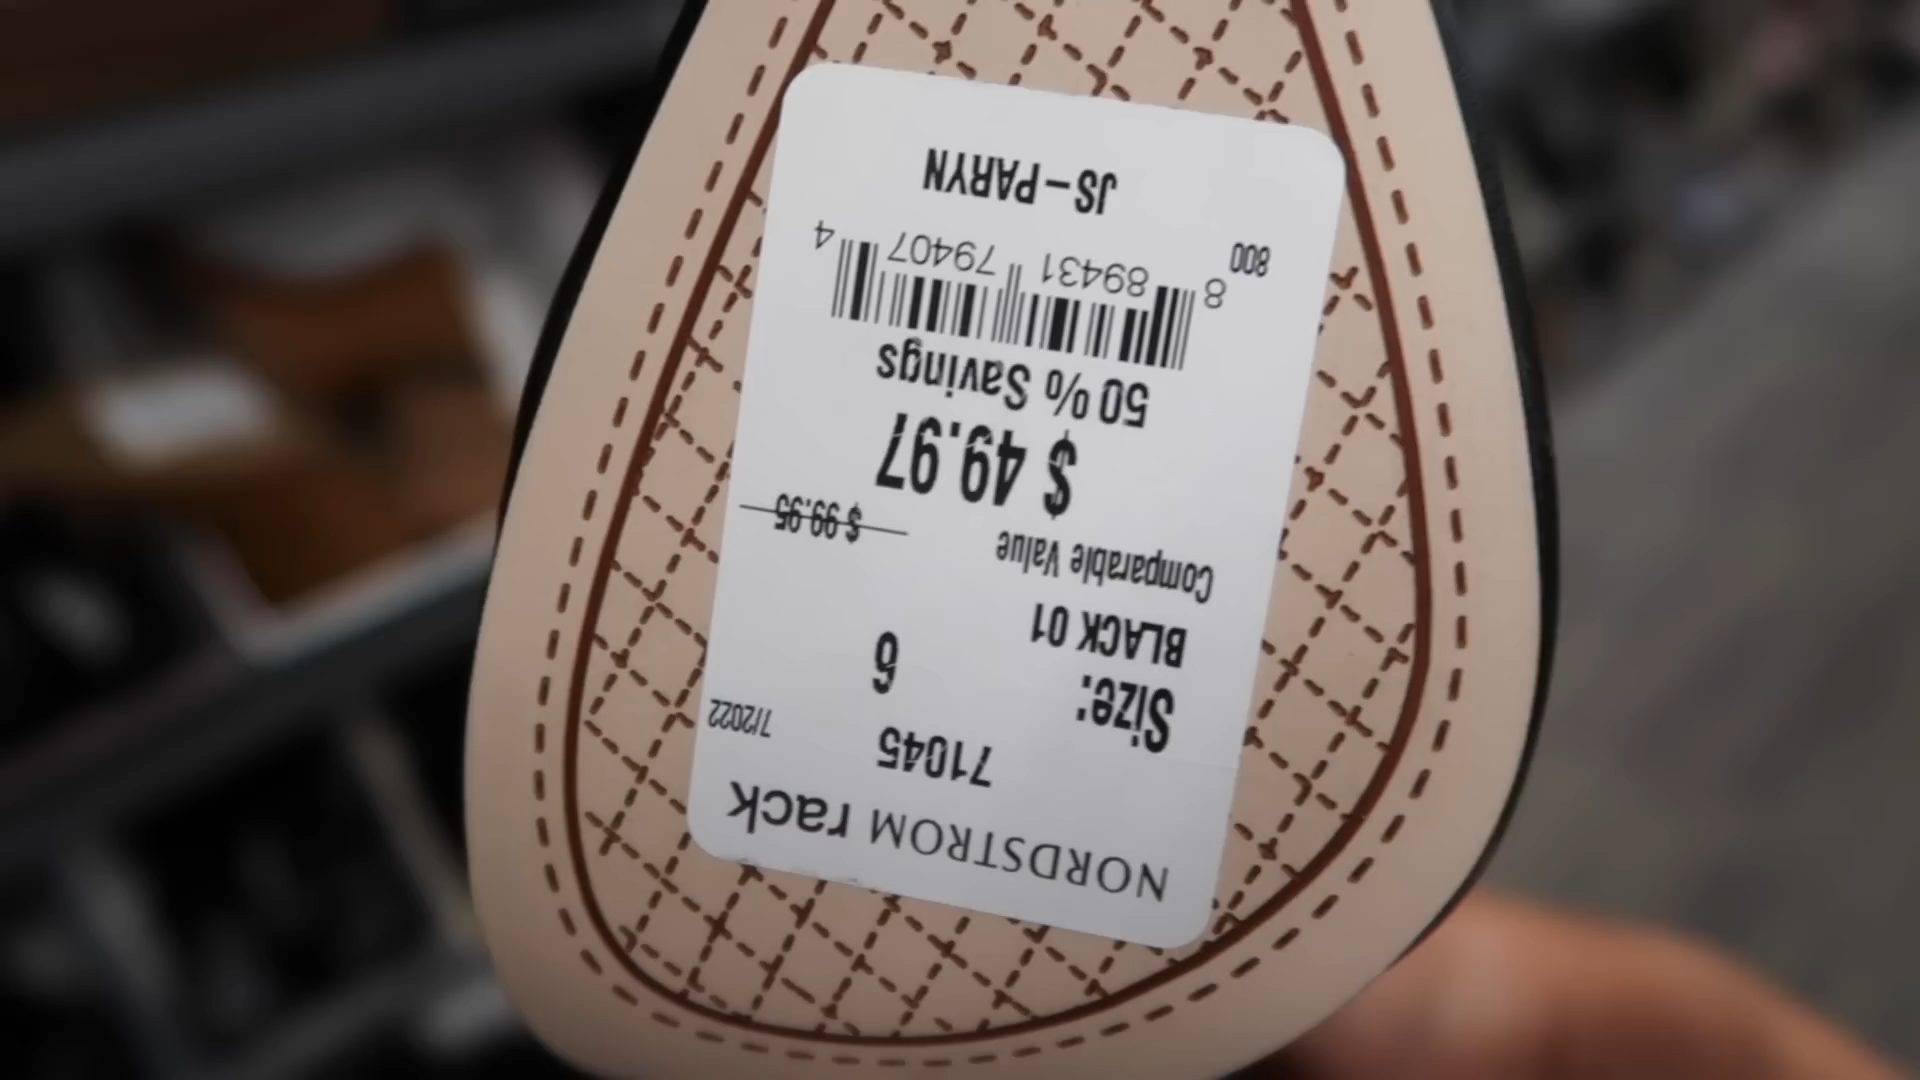 NORDSTROM rack
71045 7/2022
Size: 6
BLACK 01
Comparable Value $ 99.95
$ 49.97
50 % Savings
8 89431 79407 4
800
JS-PARYN